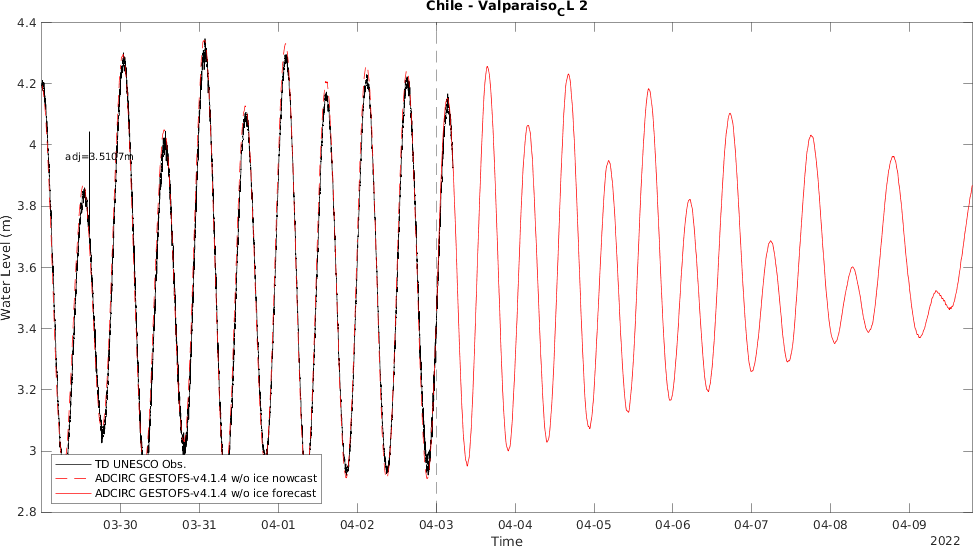 Chile - Valparaiso_CL 2
4.4
4.2
4
3.8
3.6
3.4
3.2
3
2.8
Water Level (m)
adj=3.5107m
TD UNESCO Obs.
ADCIRC GESTOFS-v4.1.4 w/o ice nowcast
ADCIRC GESTOFS-v4.1.4 w/o ice forecast
03-30 03-31 04-01 04-02 04-03 04-04 04-05 04-06 04-07 04-08 04-09
Time
2022